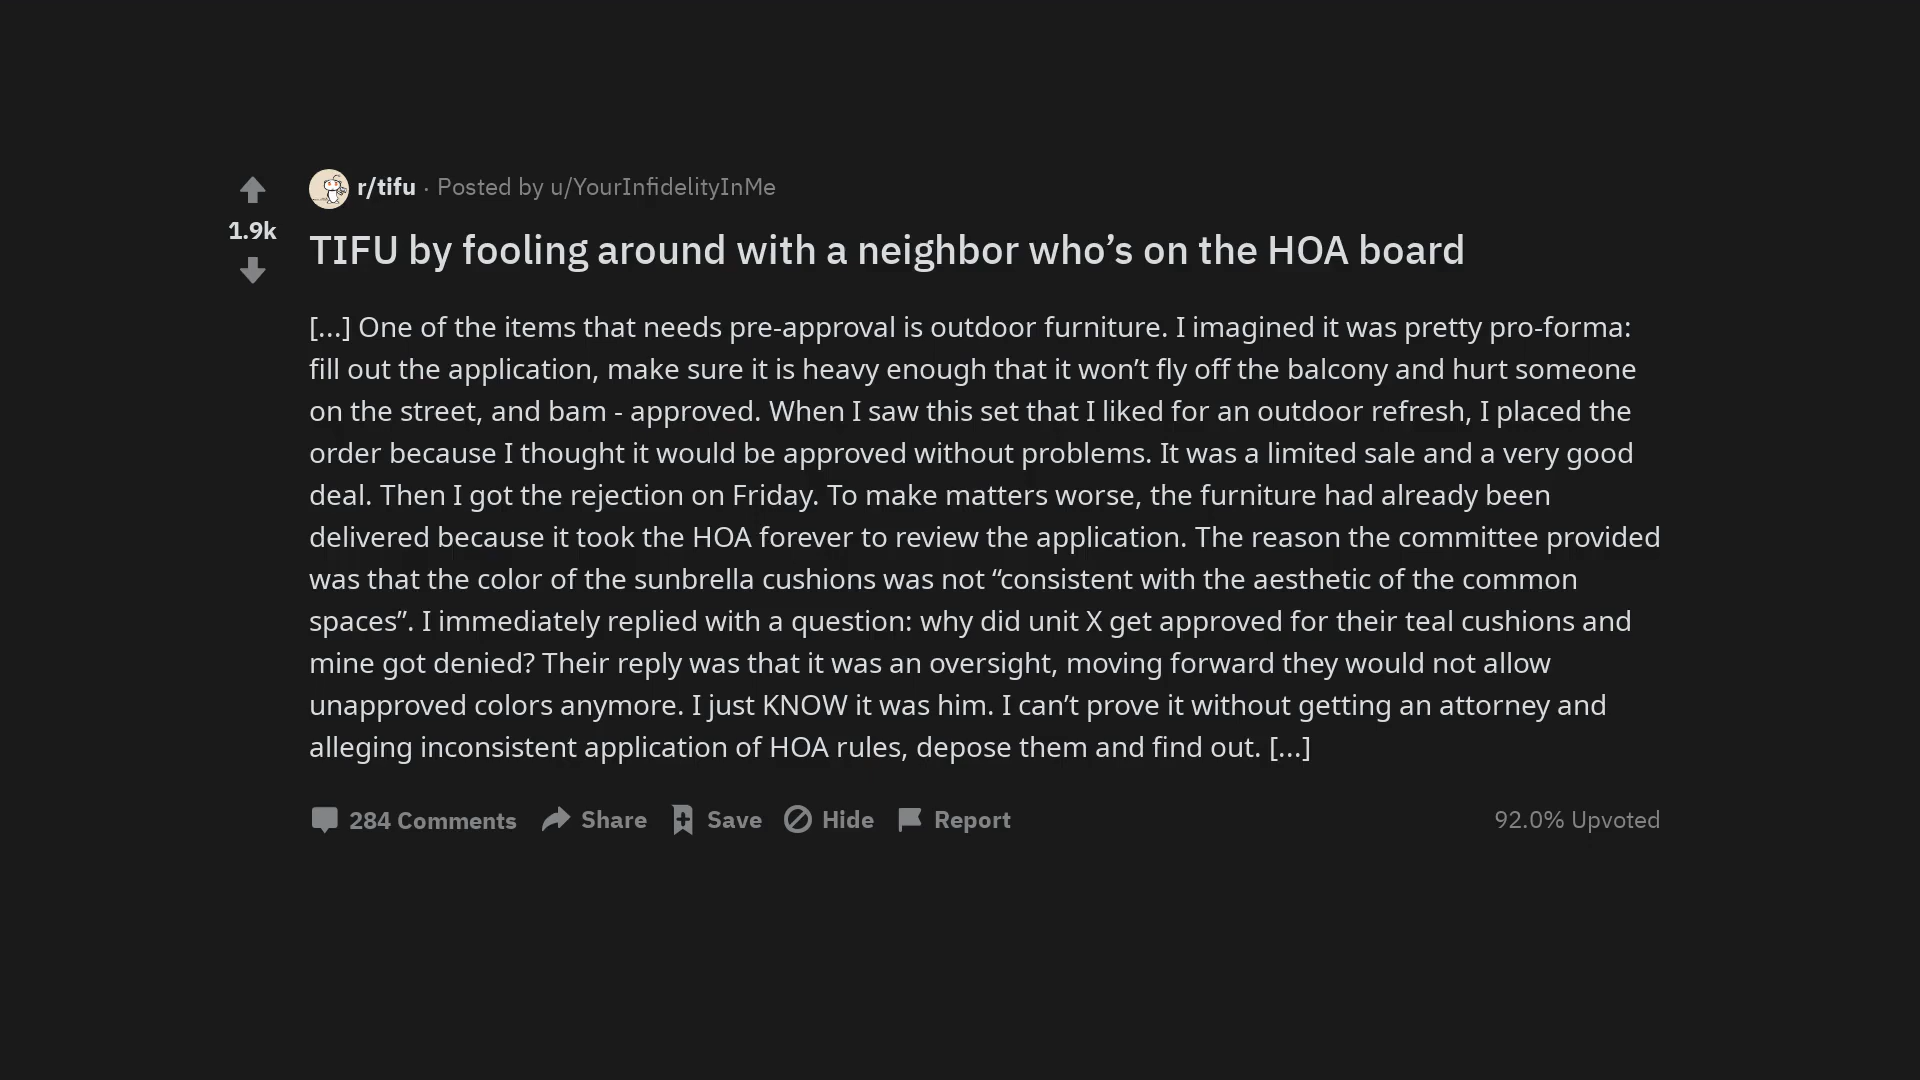 r/tifu · Posted by u/YourInfidelityInMe
1.9k
TIFU by fooling around with a neighbor who’s on the HOA board
[...] One of the items that needs pre-approval is outdoor furniture. I imagined it was pretty pro-forma:
fill out the application, make sure it is heavy enough that it won’t fly off the balcony and hurt someone
on the street, and bam - approved. When I saw this set that I liked for an outdoor refresh, I placed the
order because I thought it would be approved without problems. It was a limited sale and a very good
deal. Then I got the rejection on Friday. To make matters worse, the furniture had already been
delivered because it took the HOA forever to review the application. The reason the committee provided
was that the color of the sunbrella cushions was not “consistent with the aesthetic of the common
spaces”. I immediately replied with a question: why did unit X get approved for their teal cushions and
mine got denied? Their reply was that it was an oversight, moving forward they would not allow
unapproved colors anymore. I just KNOW it was him. I can’t prove it without getting an attorney and
alleging inconsistent application of HOA rules, depose them and find out. [...]
284 Comments Share Save Hide Report 92.0% Upvoted